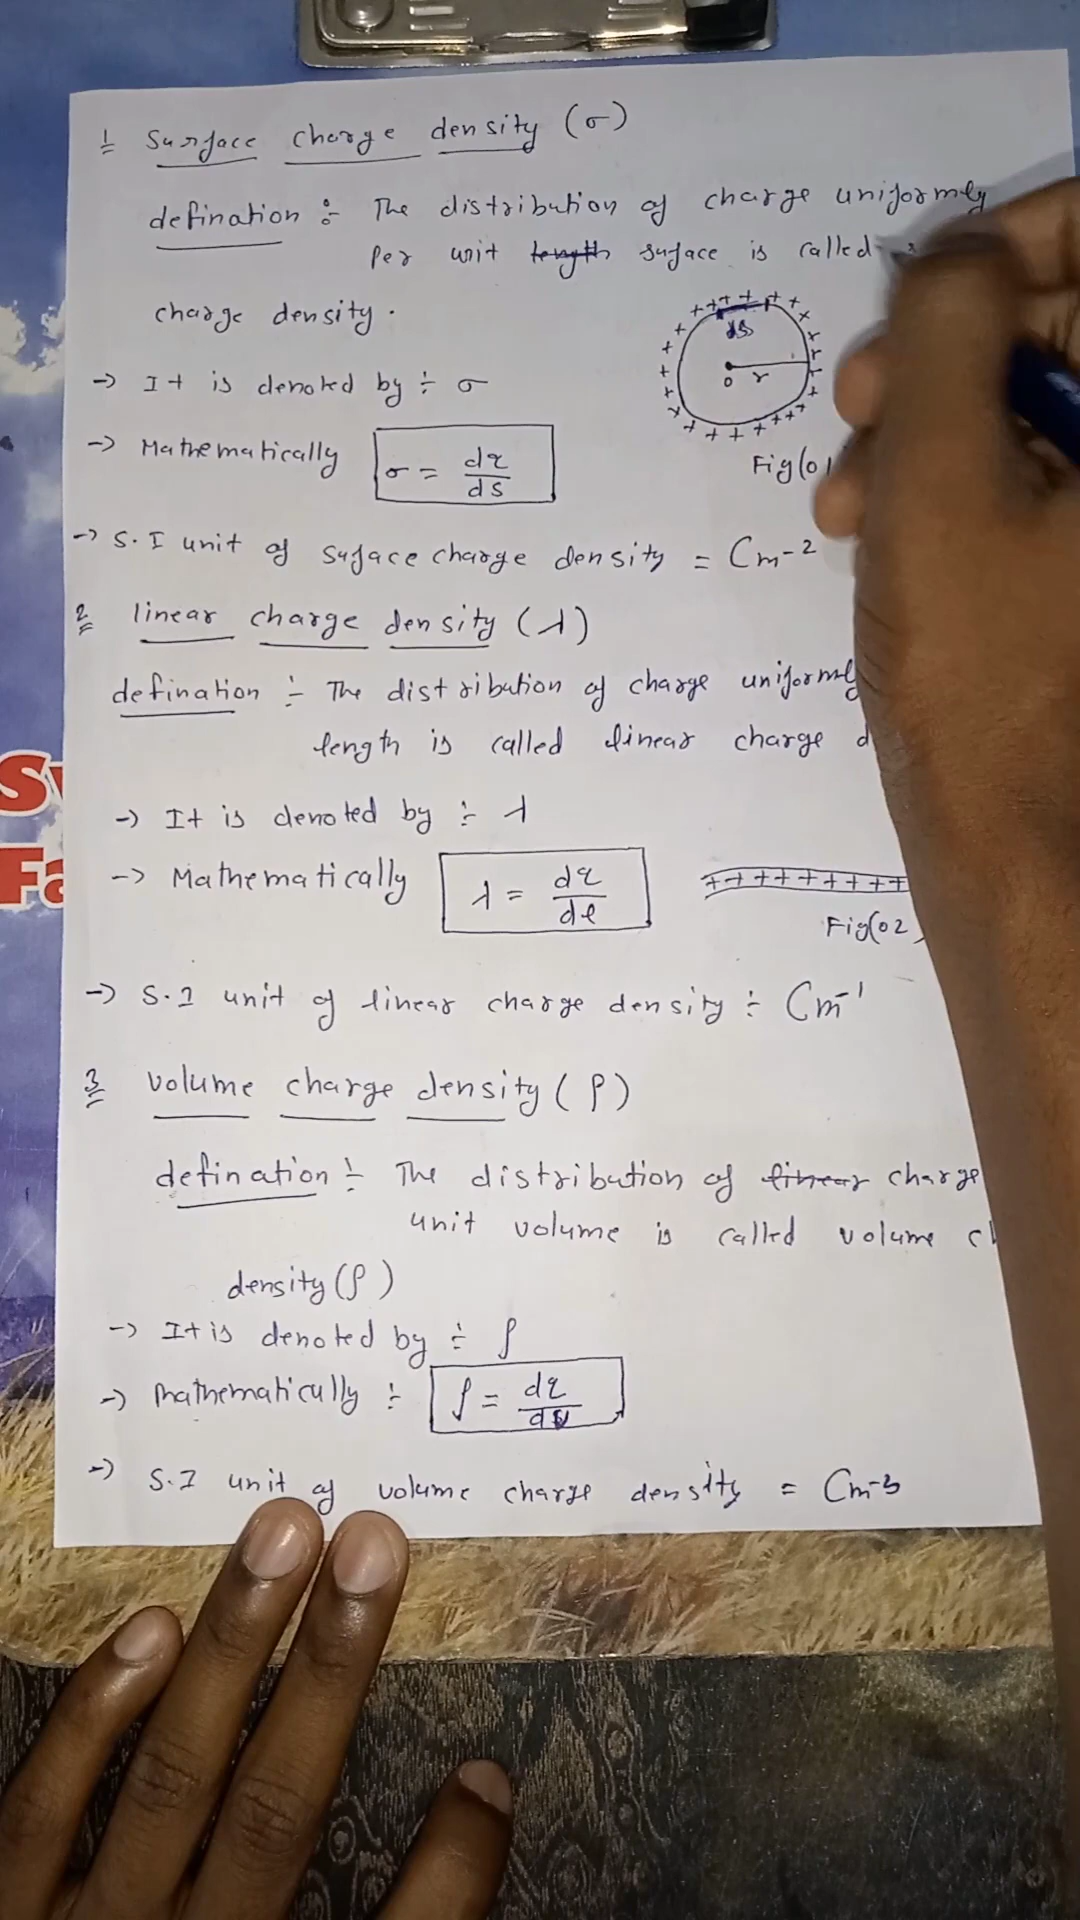 1 Surface charge density (σ)
defination ÷ The distribution of charge uniformly
Per unit length suface is called
charge density.
++++++++
ds
o r
→ It is denoted by ÷ σ
→ Mathematically σ = dq/ds
Fig(01
→ S.I unit of suface charge density = Cm-2
2 linear charge density (λ)
defination ÷ The distribution of charge uniformly
length is called linear charge d
→ It is denoted by ÷ λ
→ Mathematically λ = dq/dl
+++++++++
Fig(02)
→ S.I unit of linear charge density ÷ Cm-1
3 volume charge density (ρ)
defination ÷ The distribution of linear charge
unit volume is called volume c
density (ρ)
→ It is denoted by ÷ ρ
→ Mathematically ÷ ρ = dq/dv
→ S.I unit of volume charge density = Cm-3
S
Fa